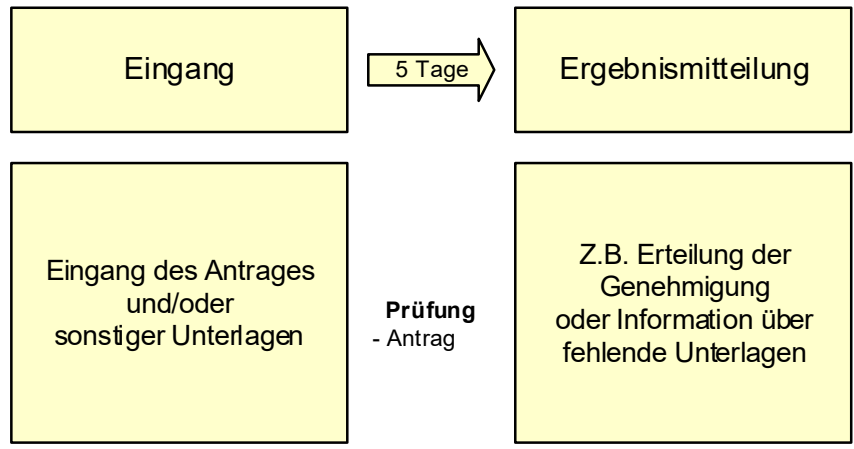 Eingang
5 Tage
Ergebnismitteilung
Eingang des Antrages
und/oder
sonstiger Unterlagen
Prüfung
- Antrag
Z.B. Erteilung der
Genehmigung
oder Information über
fehlende Unterlagen